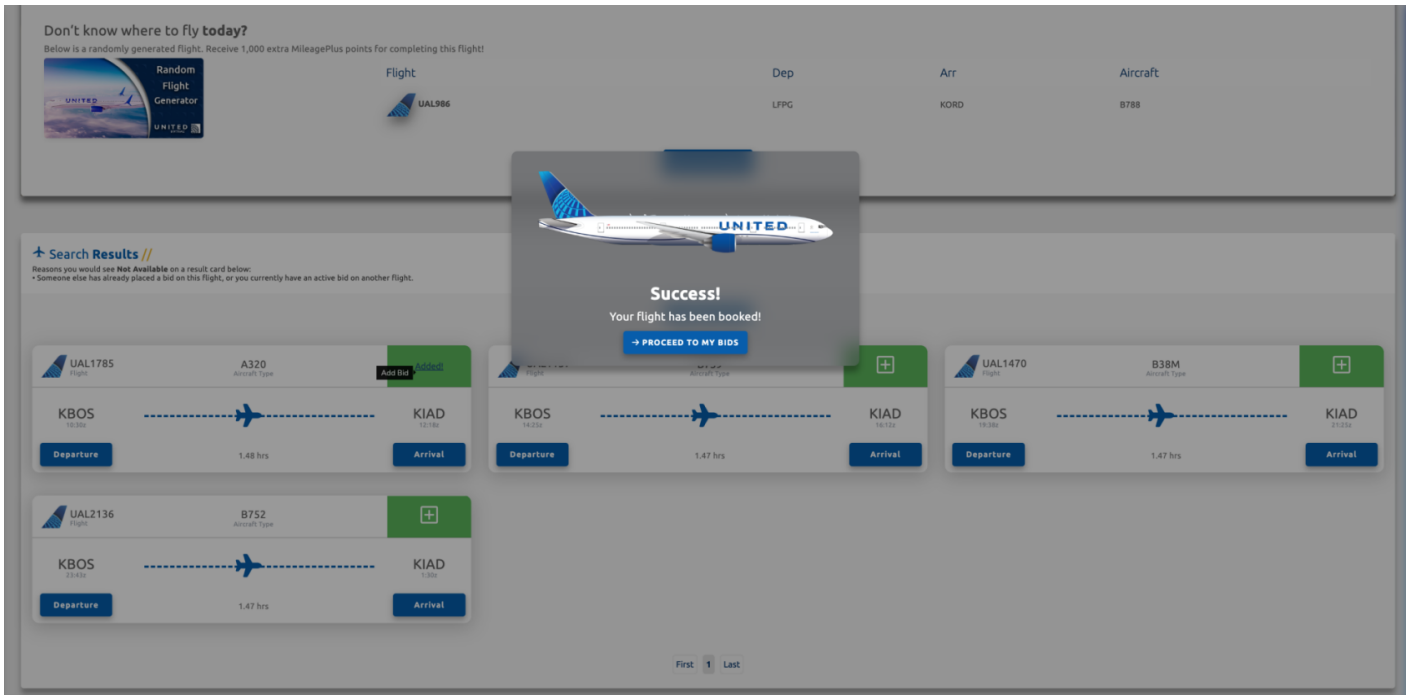 Don't know where to fly today?
Below is a randomly generated flight. Receive 1,000 extra MileagePlus points for completing this flight!
Random
Flight
Generator
UNITED
UNITED
Flight Dep Arr Aircraft
UAL986 LFPG KORD B788
UNITED
Success!
Your flight has been booked!
→ PROCEED TO MY BIDS
Search Results //
Reasons you would see Not Available on a result card below:
• Someone else has already placed a bid on this flight, or you currently have an active bid on another flight.
UAL1785 A320 Added!
Flight Aircraft Type Add Bid
KBOS KIAD
10:30z 12:18z
Departure 1.48 hrs Arrival
Aircraft Type
KBOS KIAD
14:25z 16:12z
Departure 1.47 hrs Arrival
UAL1470 B38M
Flight Aircraft Type
KBOS KIAD
19:38z 21:25z
Departure 1.47 hrs Arrival
UAL2136 B752
Flight Aircraft Type
KBOS KIAD
23:43z 1:30z
Departure 1.47 hrs Arrival
First 1 Last